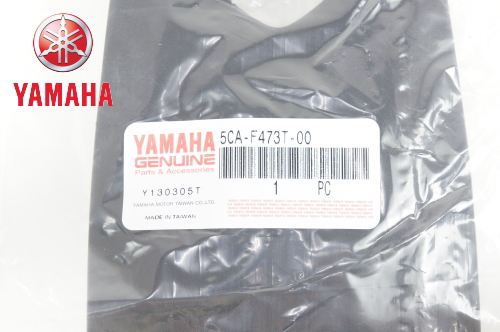 YAMAHA
YAMAHA
GENUINE
Parts & Accessories
5CA-F473T-00
1 PC
Y130305T
YAMAHA MOTOR TAIWAN CO.,LTD.
MADE IN TAIWAN